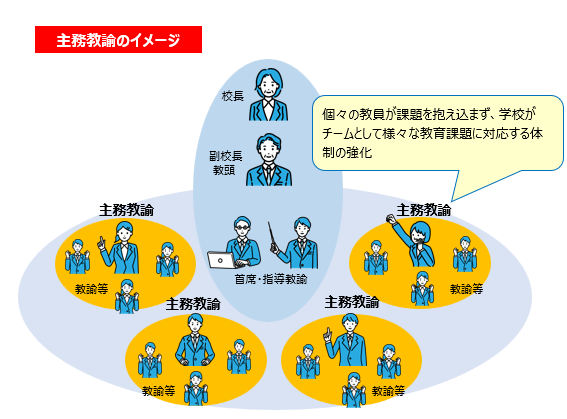 主務教諭のイメージ
校長
個々の教員が課題を抱え込まず、学校が
チームとして様々な教育課題に対応する体
制の強化
副校長
教頭
主務教諭
主務教諭
首席・指導教諭
教諭等
教諭等
主務教諭
主務教諭
教諭等
教諭等